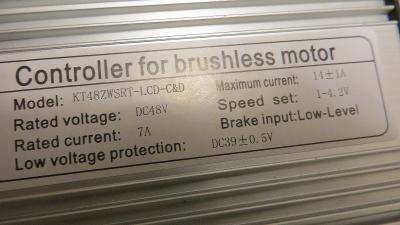 Controller for brushless motor
Model: KT48ZWSRT-LCD-C&D
Maximum current: 14±1A
Rated voltage: DC48V
Speed set: 1-4.2V
Rated current: 7A
Brake input:Low-Level
Low voltage protection: DC39±0.5V